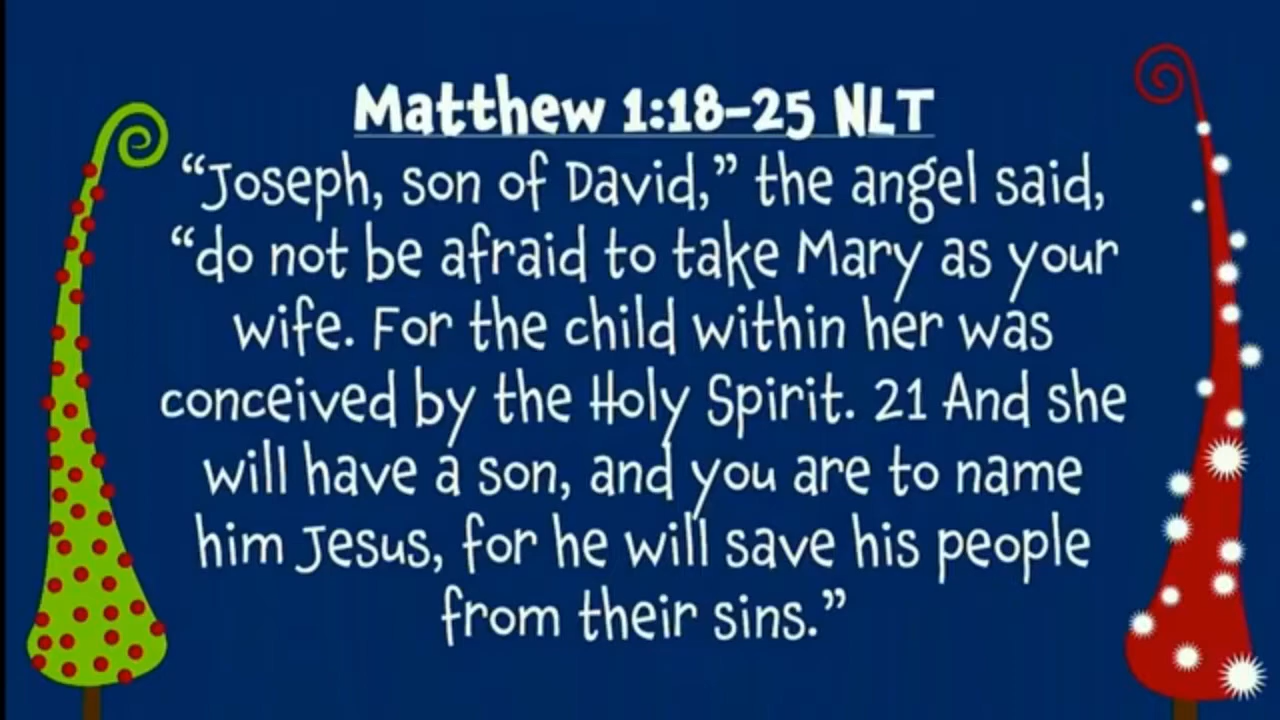 Matthew 1:18-25 NLT
“Joseph, son of David,” the angel said,
“do not be afraid to take Mary as your
wife. For the child within her was
conceived by the Holy Spirit. 21 And she
will have a son, and you are to name
him Jesus, for he will save his people
from their sins.”